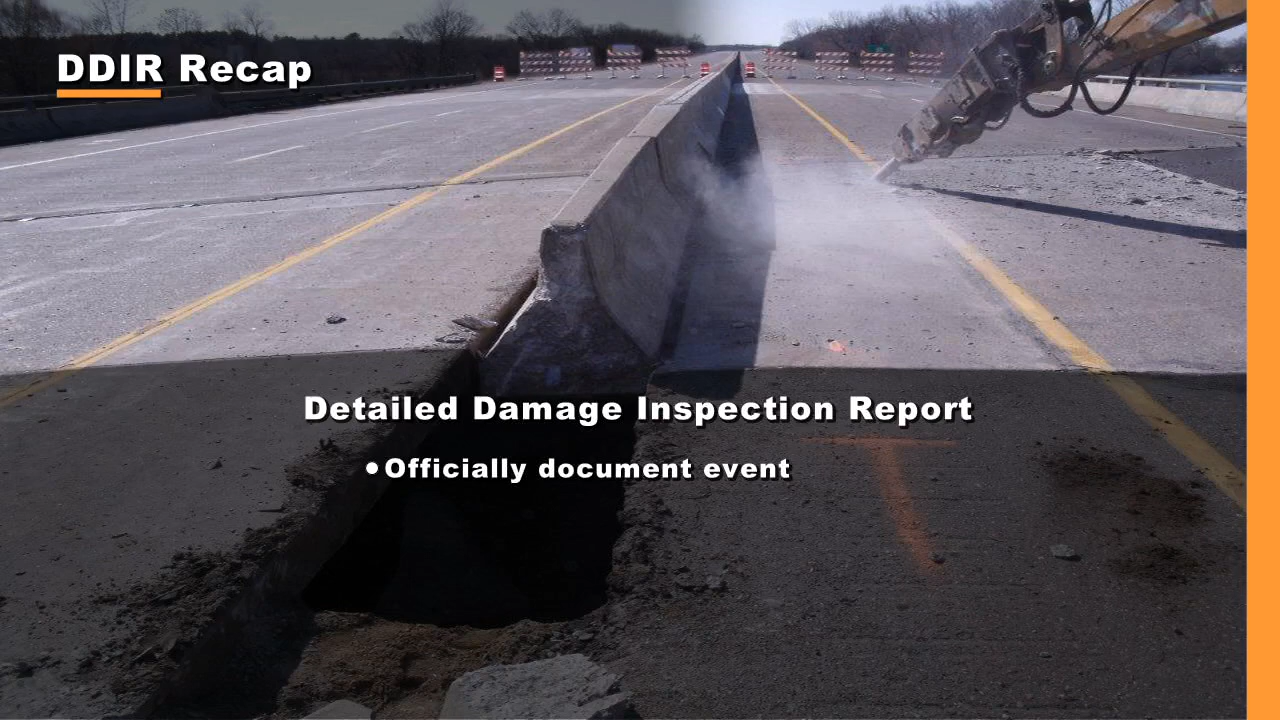 DDIR Recap
Detailed Damage Inspection Report
•Officially document event